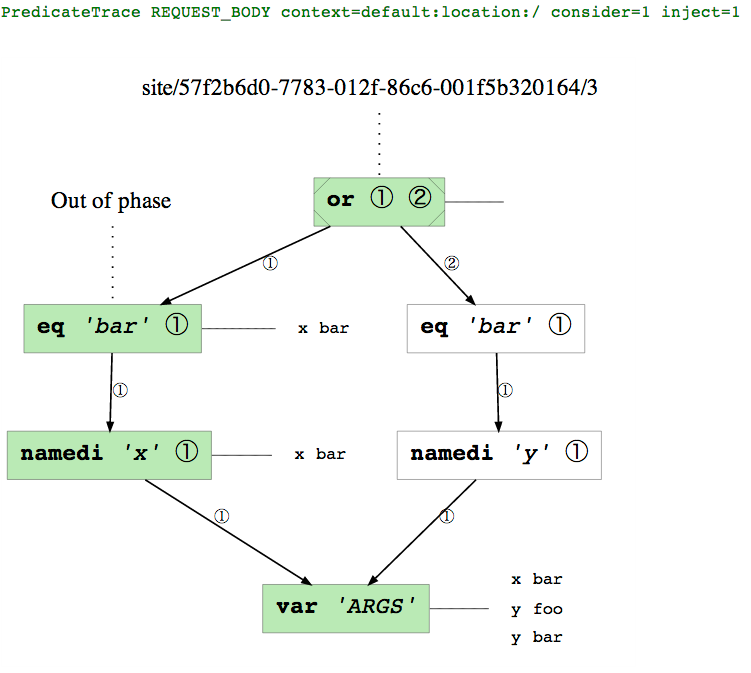 PredicateTrace REQUEST_BODY context=default:location:/ consider=1 inject=1
site/57f2b6d0-7783-012f-86c6-001f5b320164/3
Out of phase
or ① ②
① ②
eq 'bar' ① x bar
eq 'bar' ①
① ①
namedi 'x' ① x bar
namedi 'y' ①
① ①
var 'ARGS'
x bar
y foo
y bar